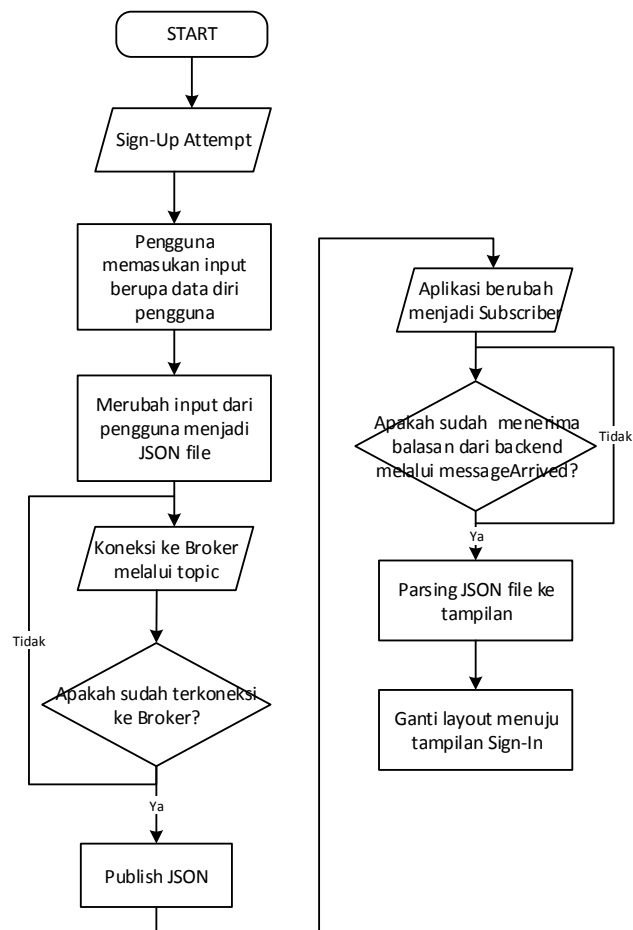 START
Sign-Up Attempt
Pengguna
memasukan input
berupa data diri
pengguna
Merubah input dari
pengguna menjadi
JSON file
Koneksi ke Broker
melalui topic
Tidak
Apakah sudah terkoneksi
ke Broker?
Ya
Publish JSON
Aplikasi berubah
menjadi Subscriber
Apakah sudah menerima
balasan dari backend
melalui messageArrived?
Tidak
Ya
Parsing JSON file ke
tampilan
Ganti layout menuju
tampilan Sign-In